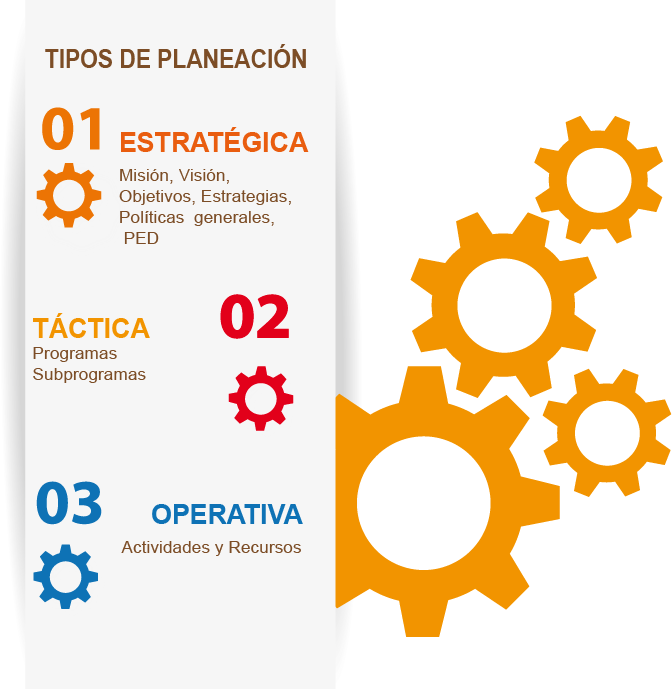 TIPOS DE PLANEACIÓN
01
ESTRATÉGICA
Misión, Visión,
Objetivos, Estrategias,
Políticas generales,
PED
02
TÁCTICA
Programas
Subprogramas
03
OPERATIVA
Actividades y Recursos